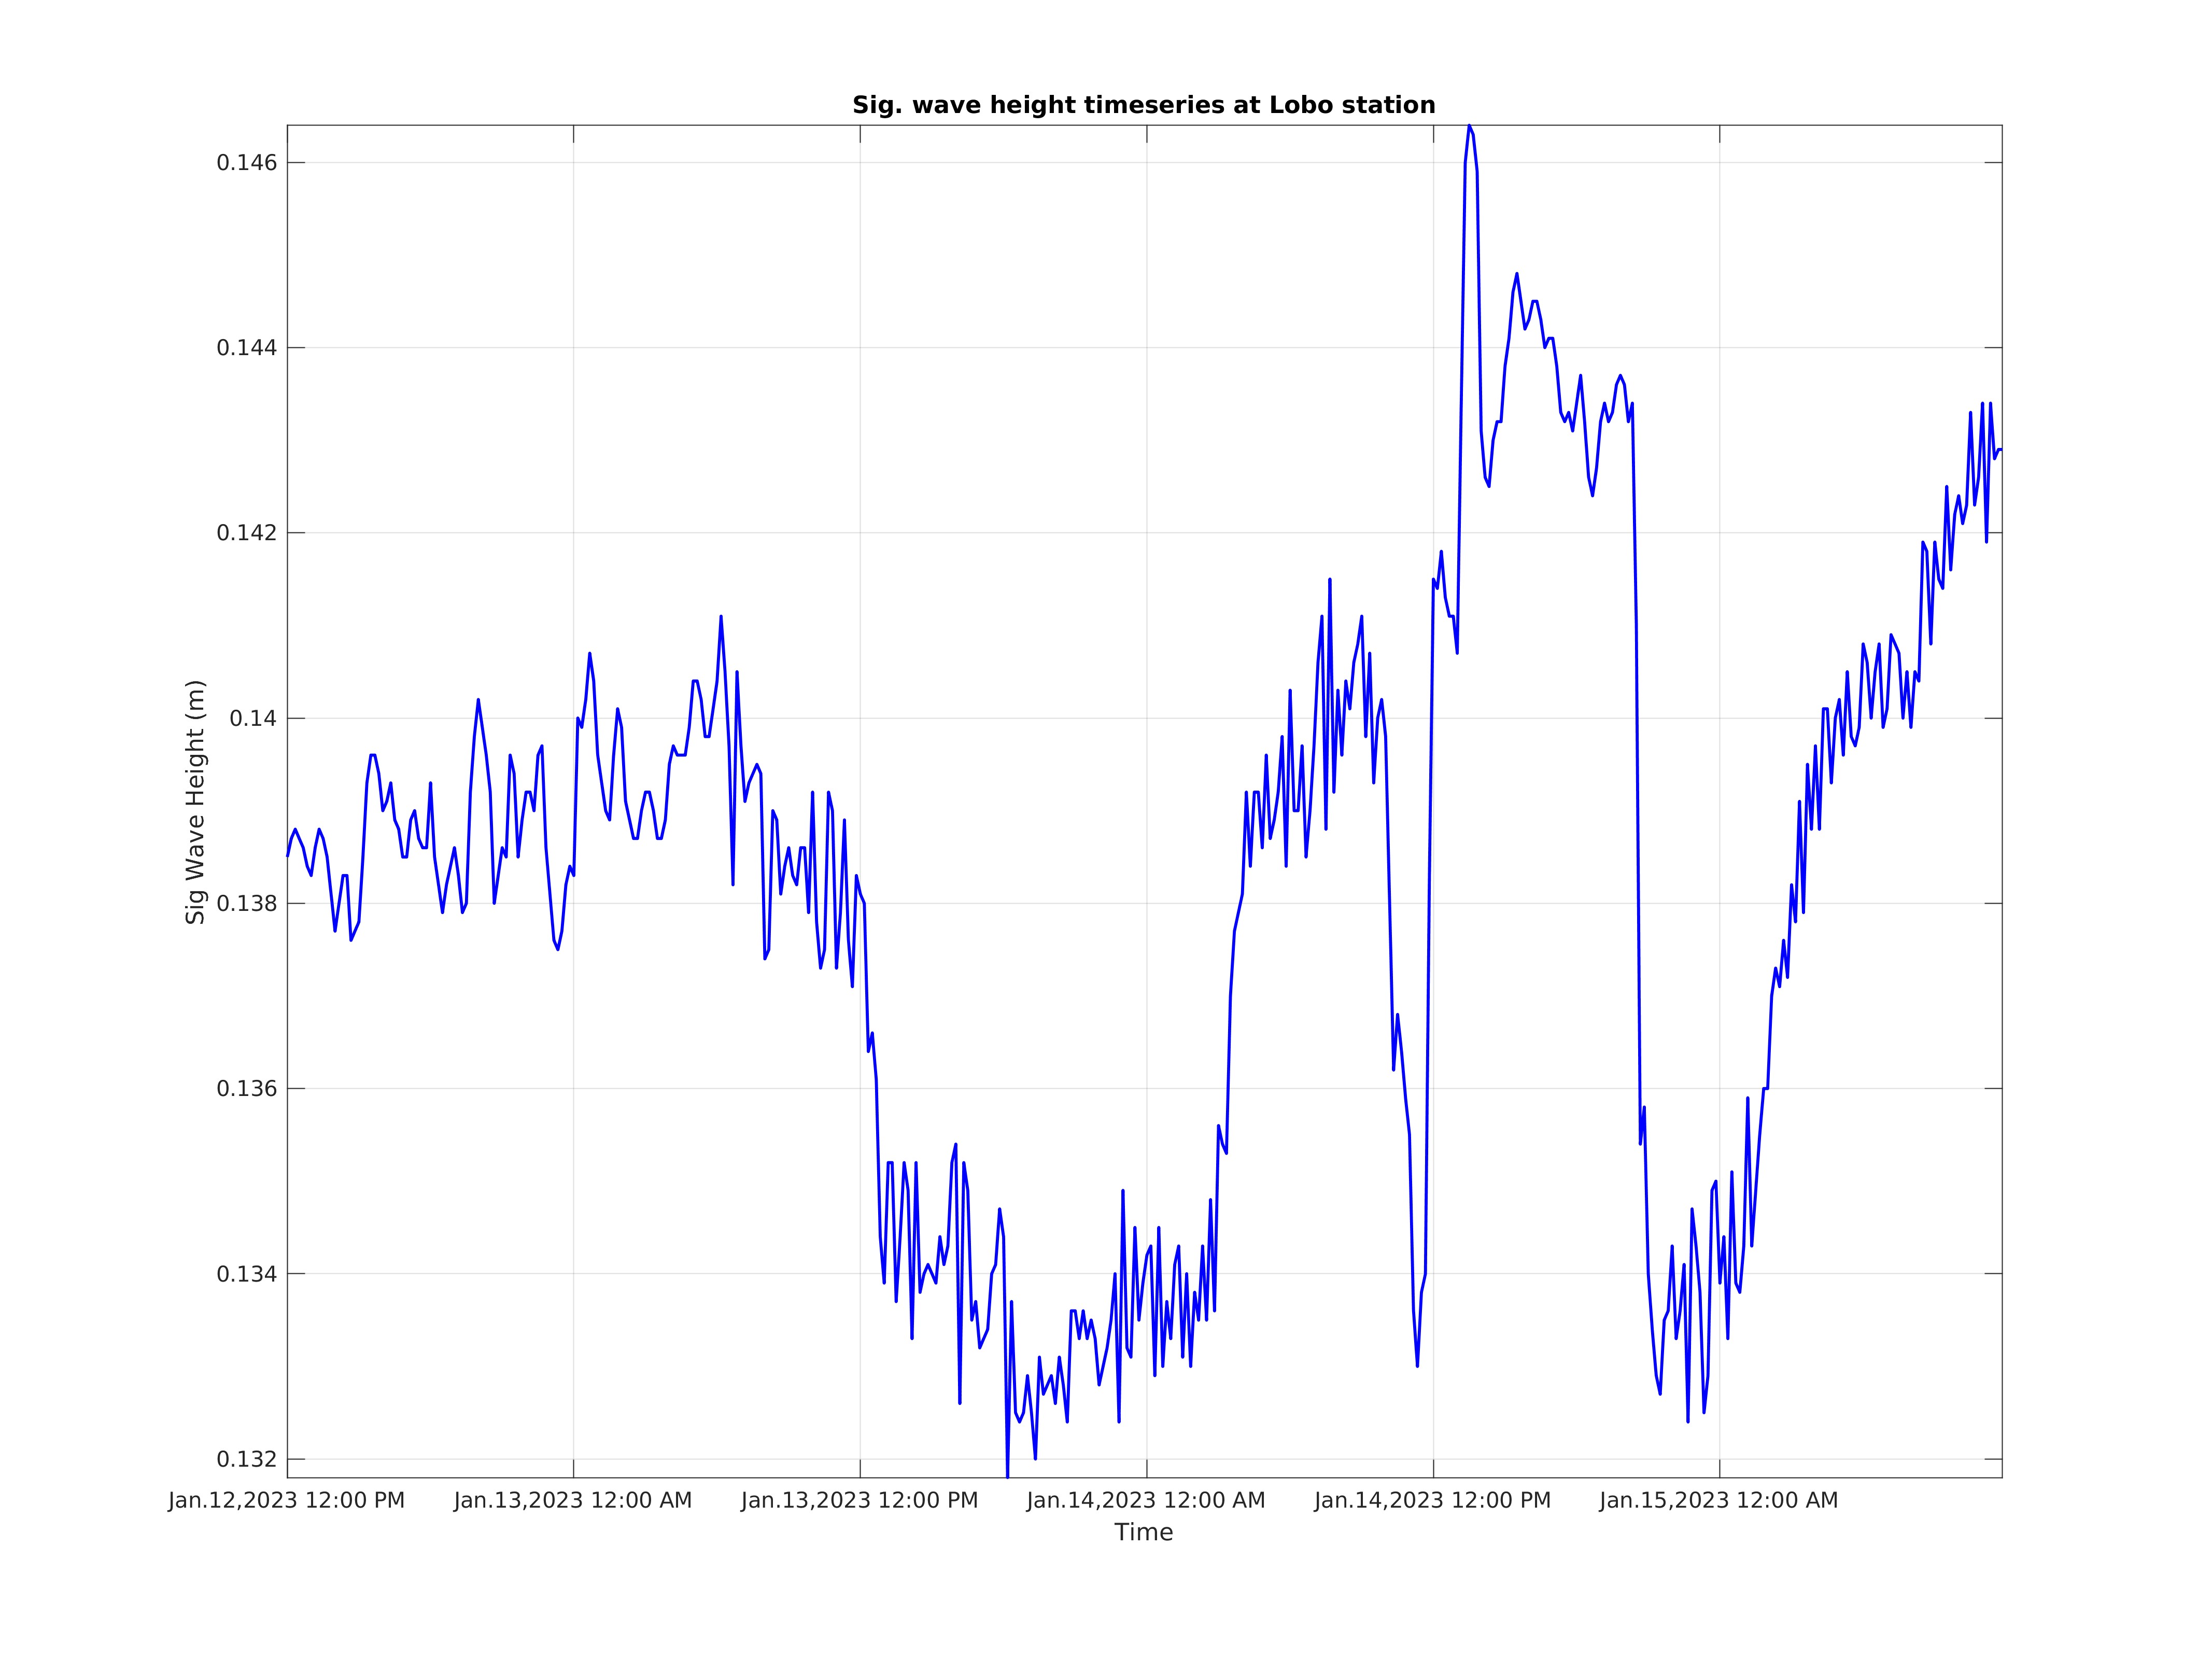 Sig. wave height timeseries at Lobo station
0.146
0.144
0.142
0.14
0.138
0.136
0.134
0.132
Sig Wave Height (m)
Jan.12,2023 12:00 PM
Jan.13,2023 12:00 AM
Jan.13,2023 12:00 PM
Jan.14,2023 12:00 AM
Jan.14,2023 12:00 PM
Jan.15,2023 12:00 AM
Time